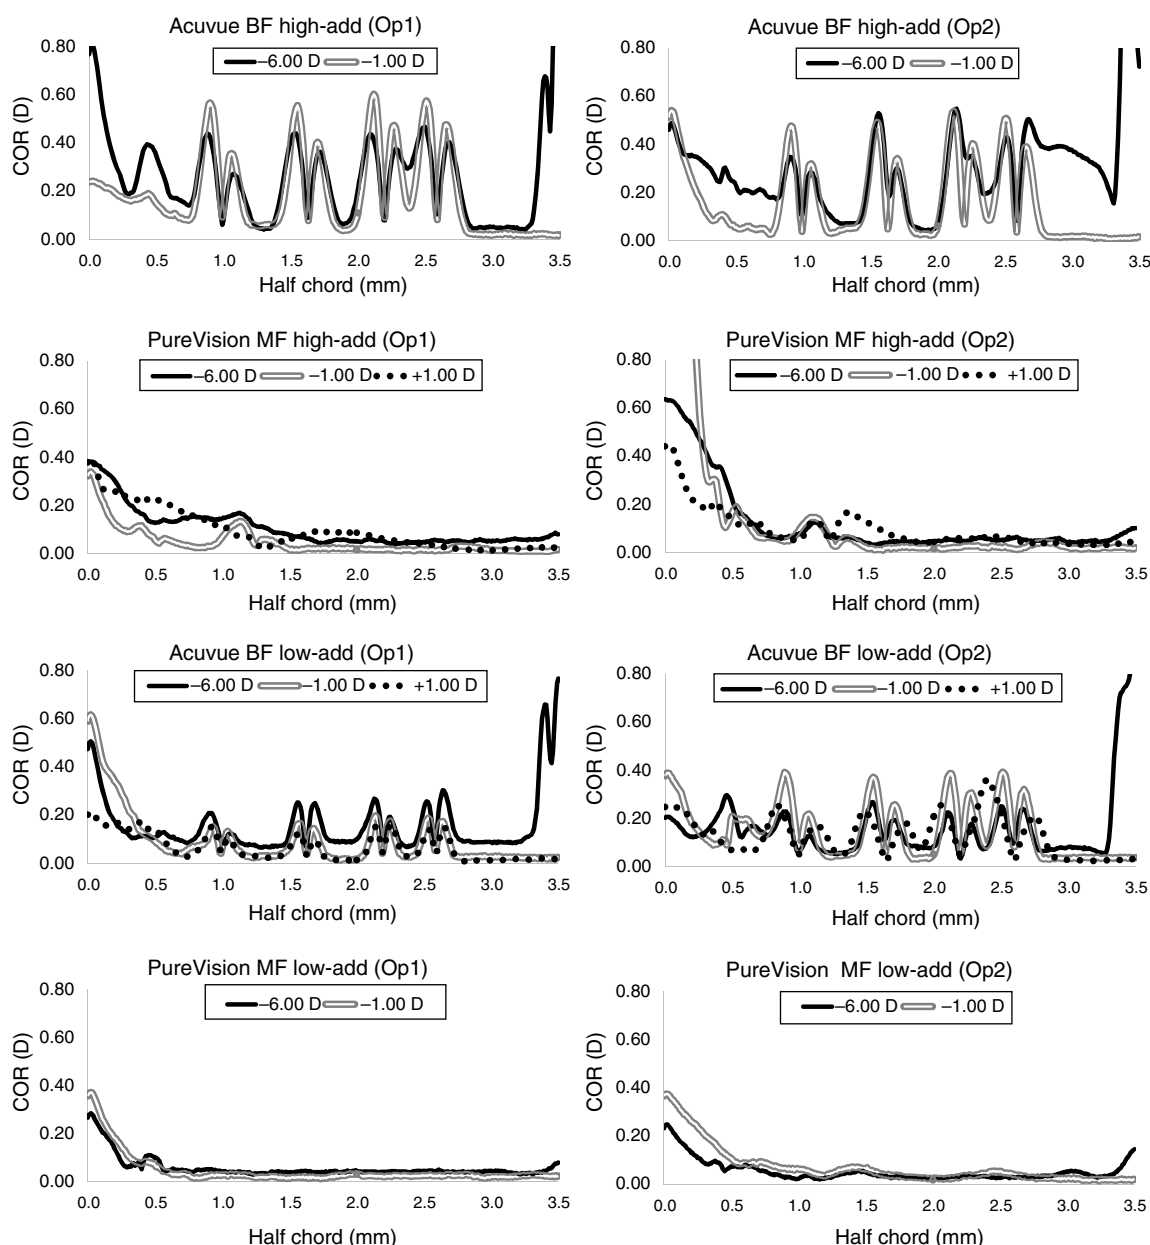 Acuvue BF high-add (Op1)
–6.00 D –1.00 D
COR (D)
0.80
0.60
0.40
0.20
0.00
0.0 0.5 1.0 1.5 2.0 2.5 3.0 3.5
Half chord (mm)
Acuvue BF high-add (Op2)
–6.00 D –1.00 D
COR (D)
0.80
0.60
0.40
0.20
0.00
0.0 0.5 1.0 1.5 2.0 2.5 3.0 3.5
Half chord (mm)
PureVision MF high-add (Op1)
–6.00 D –1.00 D +1.00 D
COR (D)
0.80
0.60
0.40
0.20
0.00
0.0 0.5 1.0 1.5 2.0 2.5 3.0 3.5
Half chord (mm)
PureVision MF high-add (Op2)
–6.00 D –1.00 D +1.00 D
COR (D)
0.80
0.60
0.40
0.20
0.00
0.0 0.5 1.0 1.5 2.0 2.5 3.0 3.5
Half chord (mm)
Acuvue BF low-add (Op1)
–6.00 D –1.00 D +1.00 D
COR (D)
0.80
0.60
0.40
0.20
0.00
0.0 0.5 1.0 1.5 2.0 2.5 3.0 3.5
Half chord (mm)
Acuvue BF low-add (Op2)
–6.00 D –1.00 D +1.00 D
COR (D)
0.80
0.60
0.40
0.20
0.00
0.0 0.5 1.0 1.5 2.0 2.5 3.0 3.5
Half chord (mm)
PureVision MF low-add (Op1)
–6.00 D –1.00 D
COR (D)
0.80
0.60
0.40
0.20
0.00
0.0 0.5 1.0 1.5 2.0 2.5 3.0 3.5
Half chord (mm)
PureVision MF low-add (Op2)
–6.00 D –1.00 D
COR (D)
0.80
0.60
0.40
0.20
0.00
0.0 0.5 1.0 1.5 2.0 2.5 3.0 3.5
Half chord (mm)